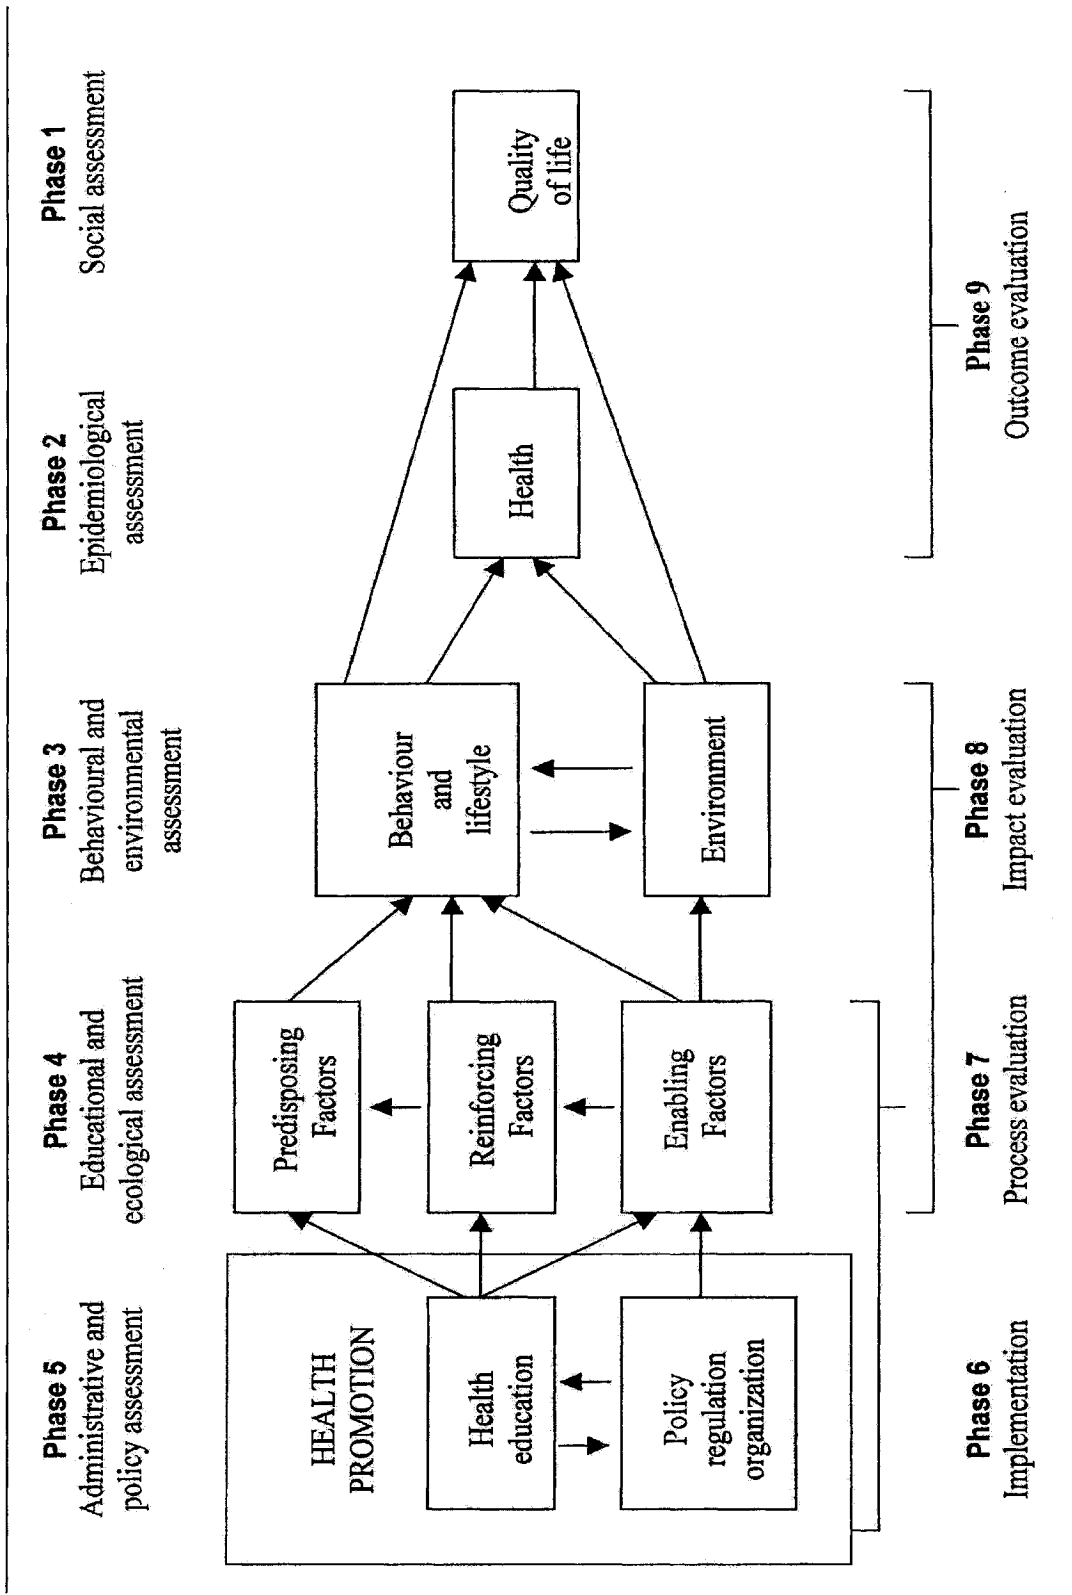 Phase 5
Administrative and
policy assessment
Phase 4
Educational and
ecological assessment
Phase 3
Behavioural and
environmental
assessment
Phase 2
Epidemiological
assessment
Phase 1
Social assessment
HEALTH
PROMOTION
Health
education
Policy
regulation
organization
Predisposing
Factors
Reinforcing
Factors
Enabling
Factors
Behaviour
and
lifestyle
Environment
Health
Quality
of life
Phase 6
Implementation
Phase 7
Process evaluation
Phase 8
Impact evaluation
Phase 9
Outcome evaluation